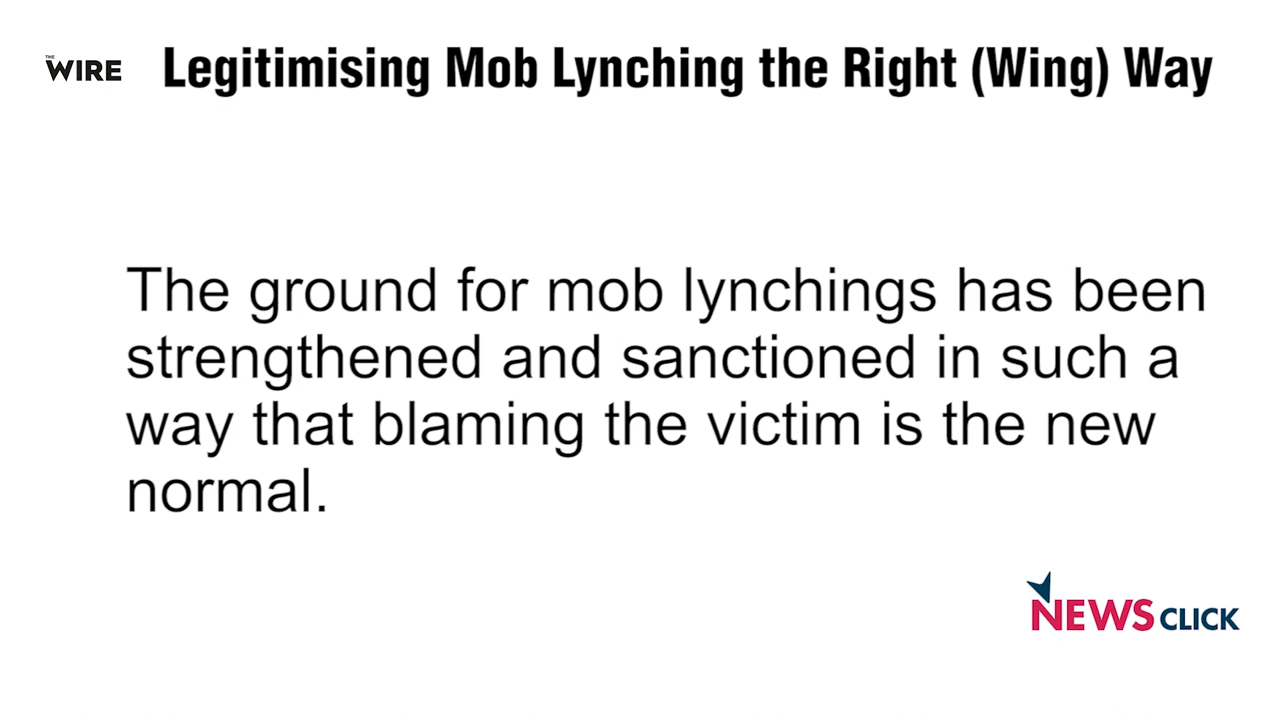 THE
WIRE
Legitimising Mob Lynching the Right (Wing) Way
The ground for mob lynchings has been
strengthened and sanctioned in such a
way that blaming the victim is the new
normal.
NEWSCLICK